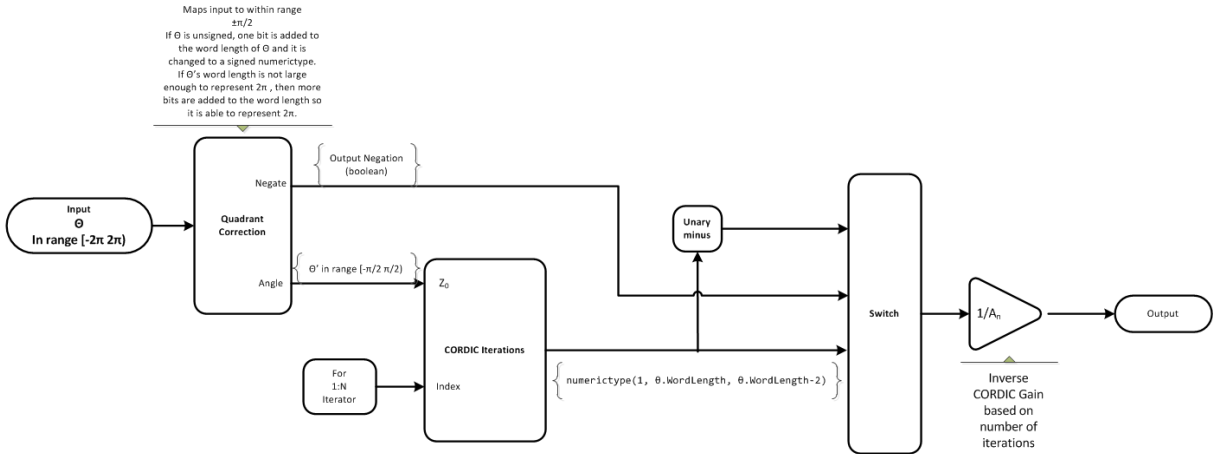 Maps input to within range
±π/2
If Θ is unsigned, one bit is added to
the word length of Θ and it is
changed to a signed numerictype.
If Θ's word length is not large
enough to represent 2π , then more
bits are added to the word length so
it is able to represent 2π.
Input
Θ
In range [-2π 2π)
Quadrant
Correction
Negate
Angle
Output Negation
(boolean)
Θ' in range [-π/2 π/2)
For
1:N
Iterator
Z₀
CORDIC Iterations
Index
Unary
minus
numerictype(1, θ.WordLength, θ.WordLength-2)
Switch
1/Aₙ
Inverse
CORDIC Gain
based on
number of
iterations
Output